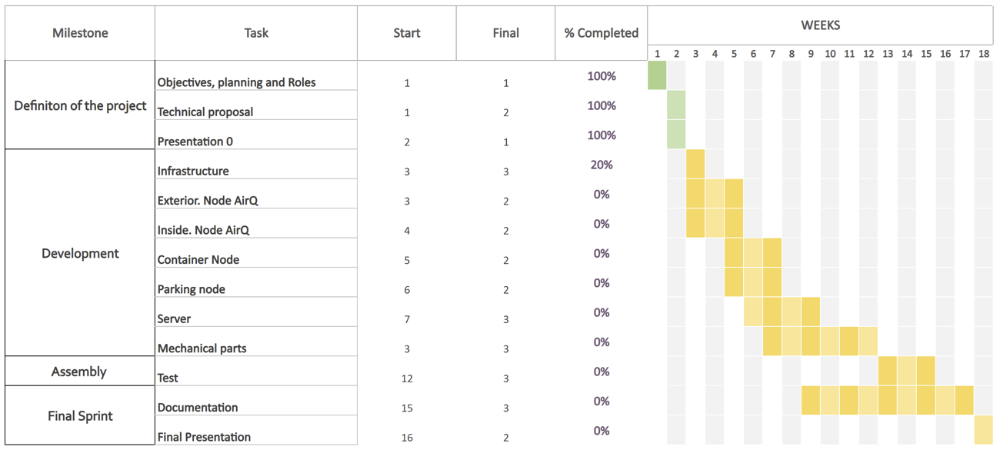 Milestone Task Start Final % Completed WEEKS
1 2 3 4 5 6 7 8 9 10 11 12 13 14 15 16 17 18
Definiton of the project
Objectives, planning and Roles 1 1 100%
Technical proposal 1 2 100%
Presentation 0 2 1 100%
Development
Infrastructure 3 3 20%
Exterior. Node AirQ 3 2 0%
Inside. Node AirQ 4 2 0%
Container Node 5 2 0%
Parking node 6 2 0%
Server 7 3 0%
Mechanical parts 3 3 0%
Assembly
Test 12 3 0%
Final Sprint
Documentation 15 3 0%
Final Presentation 16 2 0%